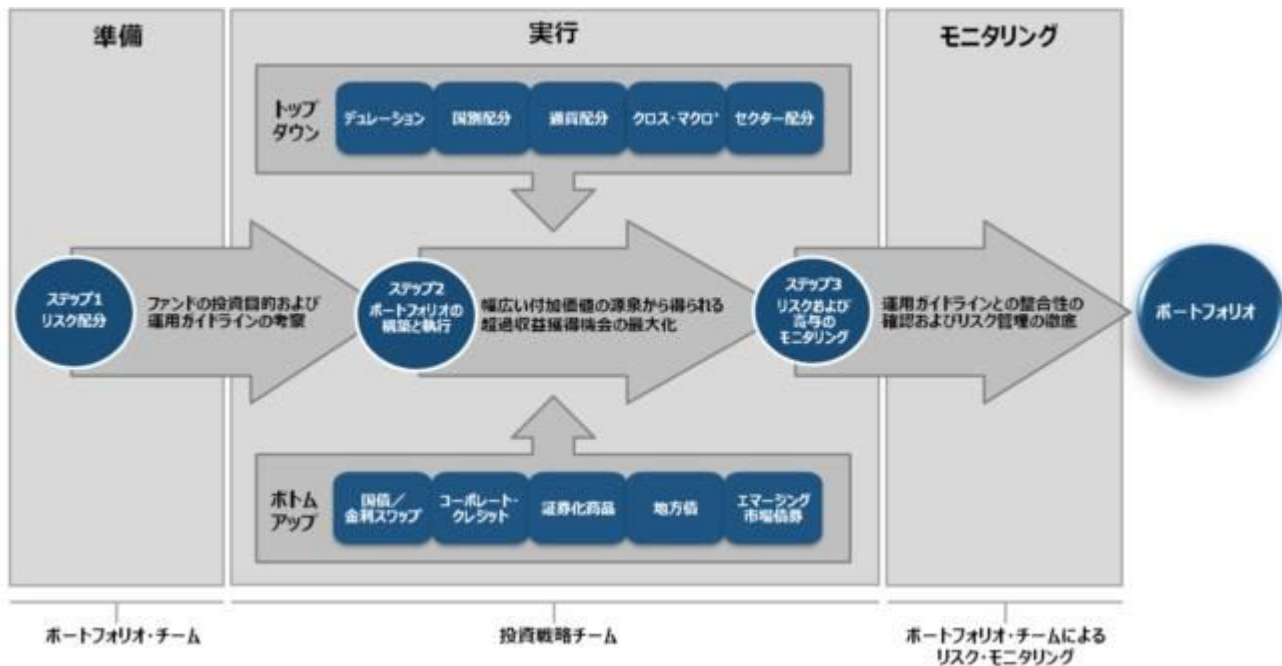 準備
実行
モニタリング
トップ
ダウン
デュレーション
国別配分
通貨配分
クロス・マクロ*
セクター配分
ステップ1
リスク配分
ファンドの投資目的および
運用ガイドラインの考察
ステップ2
ポートフォリオの
構築と執行
幅広い付加価値の源泉から得られる
超過収益獲得機会の最大化
ステップ3
リスクおよび
寄与の
モニタリング
運用ガイドラインとの整合性の
確認およびリスク管理の徹底
ポートフォリオ
ボトム
アップ
国債／
金利スワップ
コーポレート・
クレジット
証券化商品
地方債
エマージング
市場債券
ポートフォリオ・チーム
投資戦略チーム
ポートフォリオ・チームによる
リスク・モニタリング